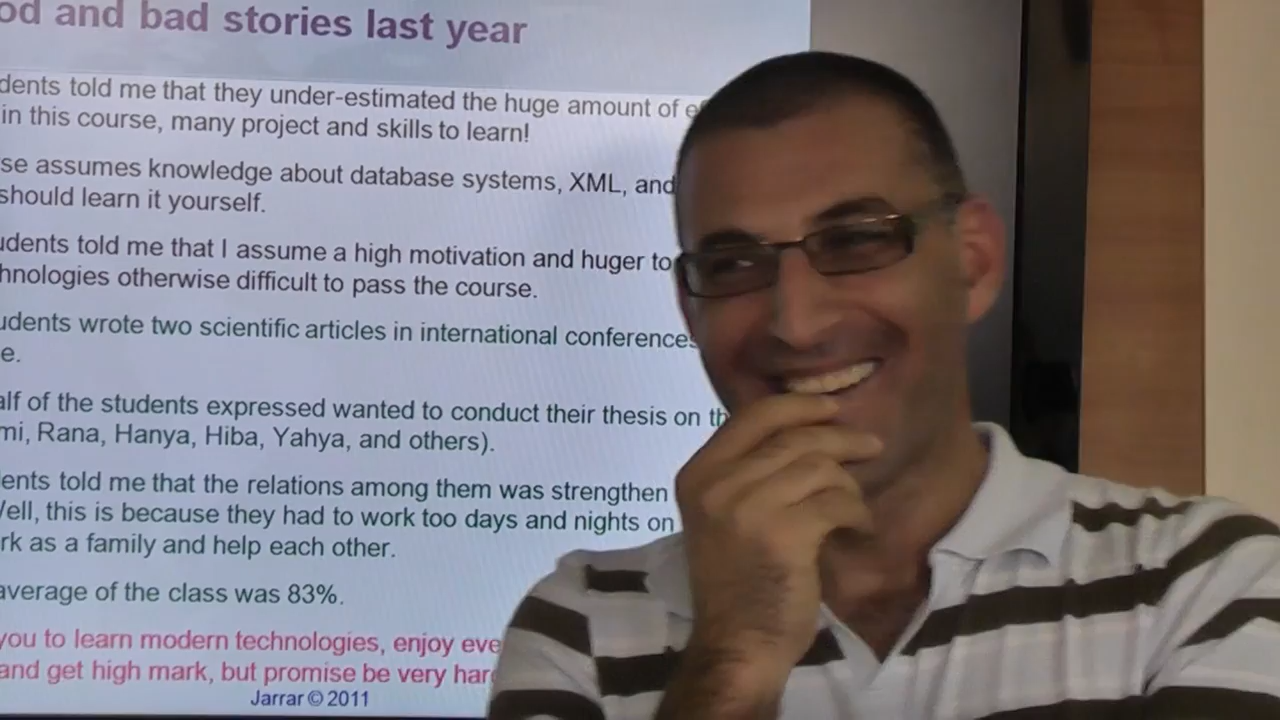 od and bad stories last year
dents told me that they under-estimated the huge amount of e
in this course, many project and skills to learn!
se assumes knowledge about database systems, XML, and
should learn it yourself.
udents told me that I assume a high motivation and huger to
hnologies otherwise difficult to pass the course.
udents wrote two scientific articles in international conferences
e.
alf of the students expressed wanted to conduct their thesis on th
mi, Rana, Hanya, Hiba, Yahya, and others).
ents told me that the relations among them was strengthen
Well, this is because they had to work too days and nights on
rk as a family and help each other.
average of the class was 83%.
you to learn modern technologies, enjoy eve
and get high mark, but promise be very hard
Jarrar © 2011